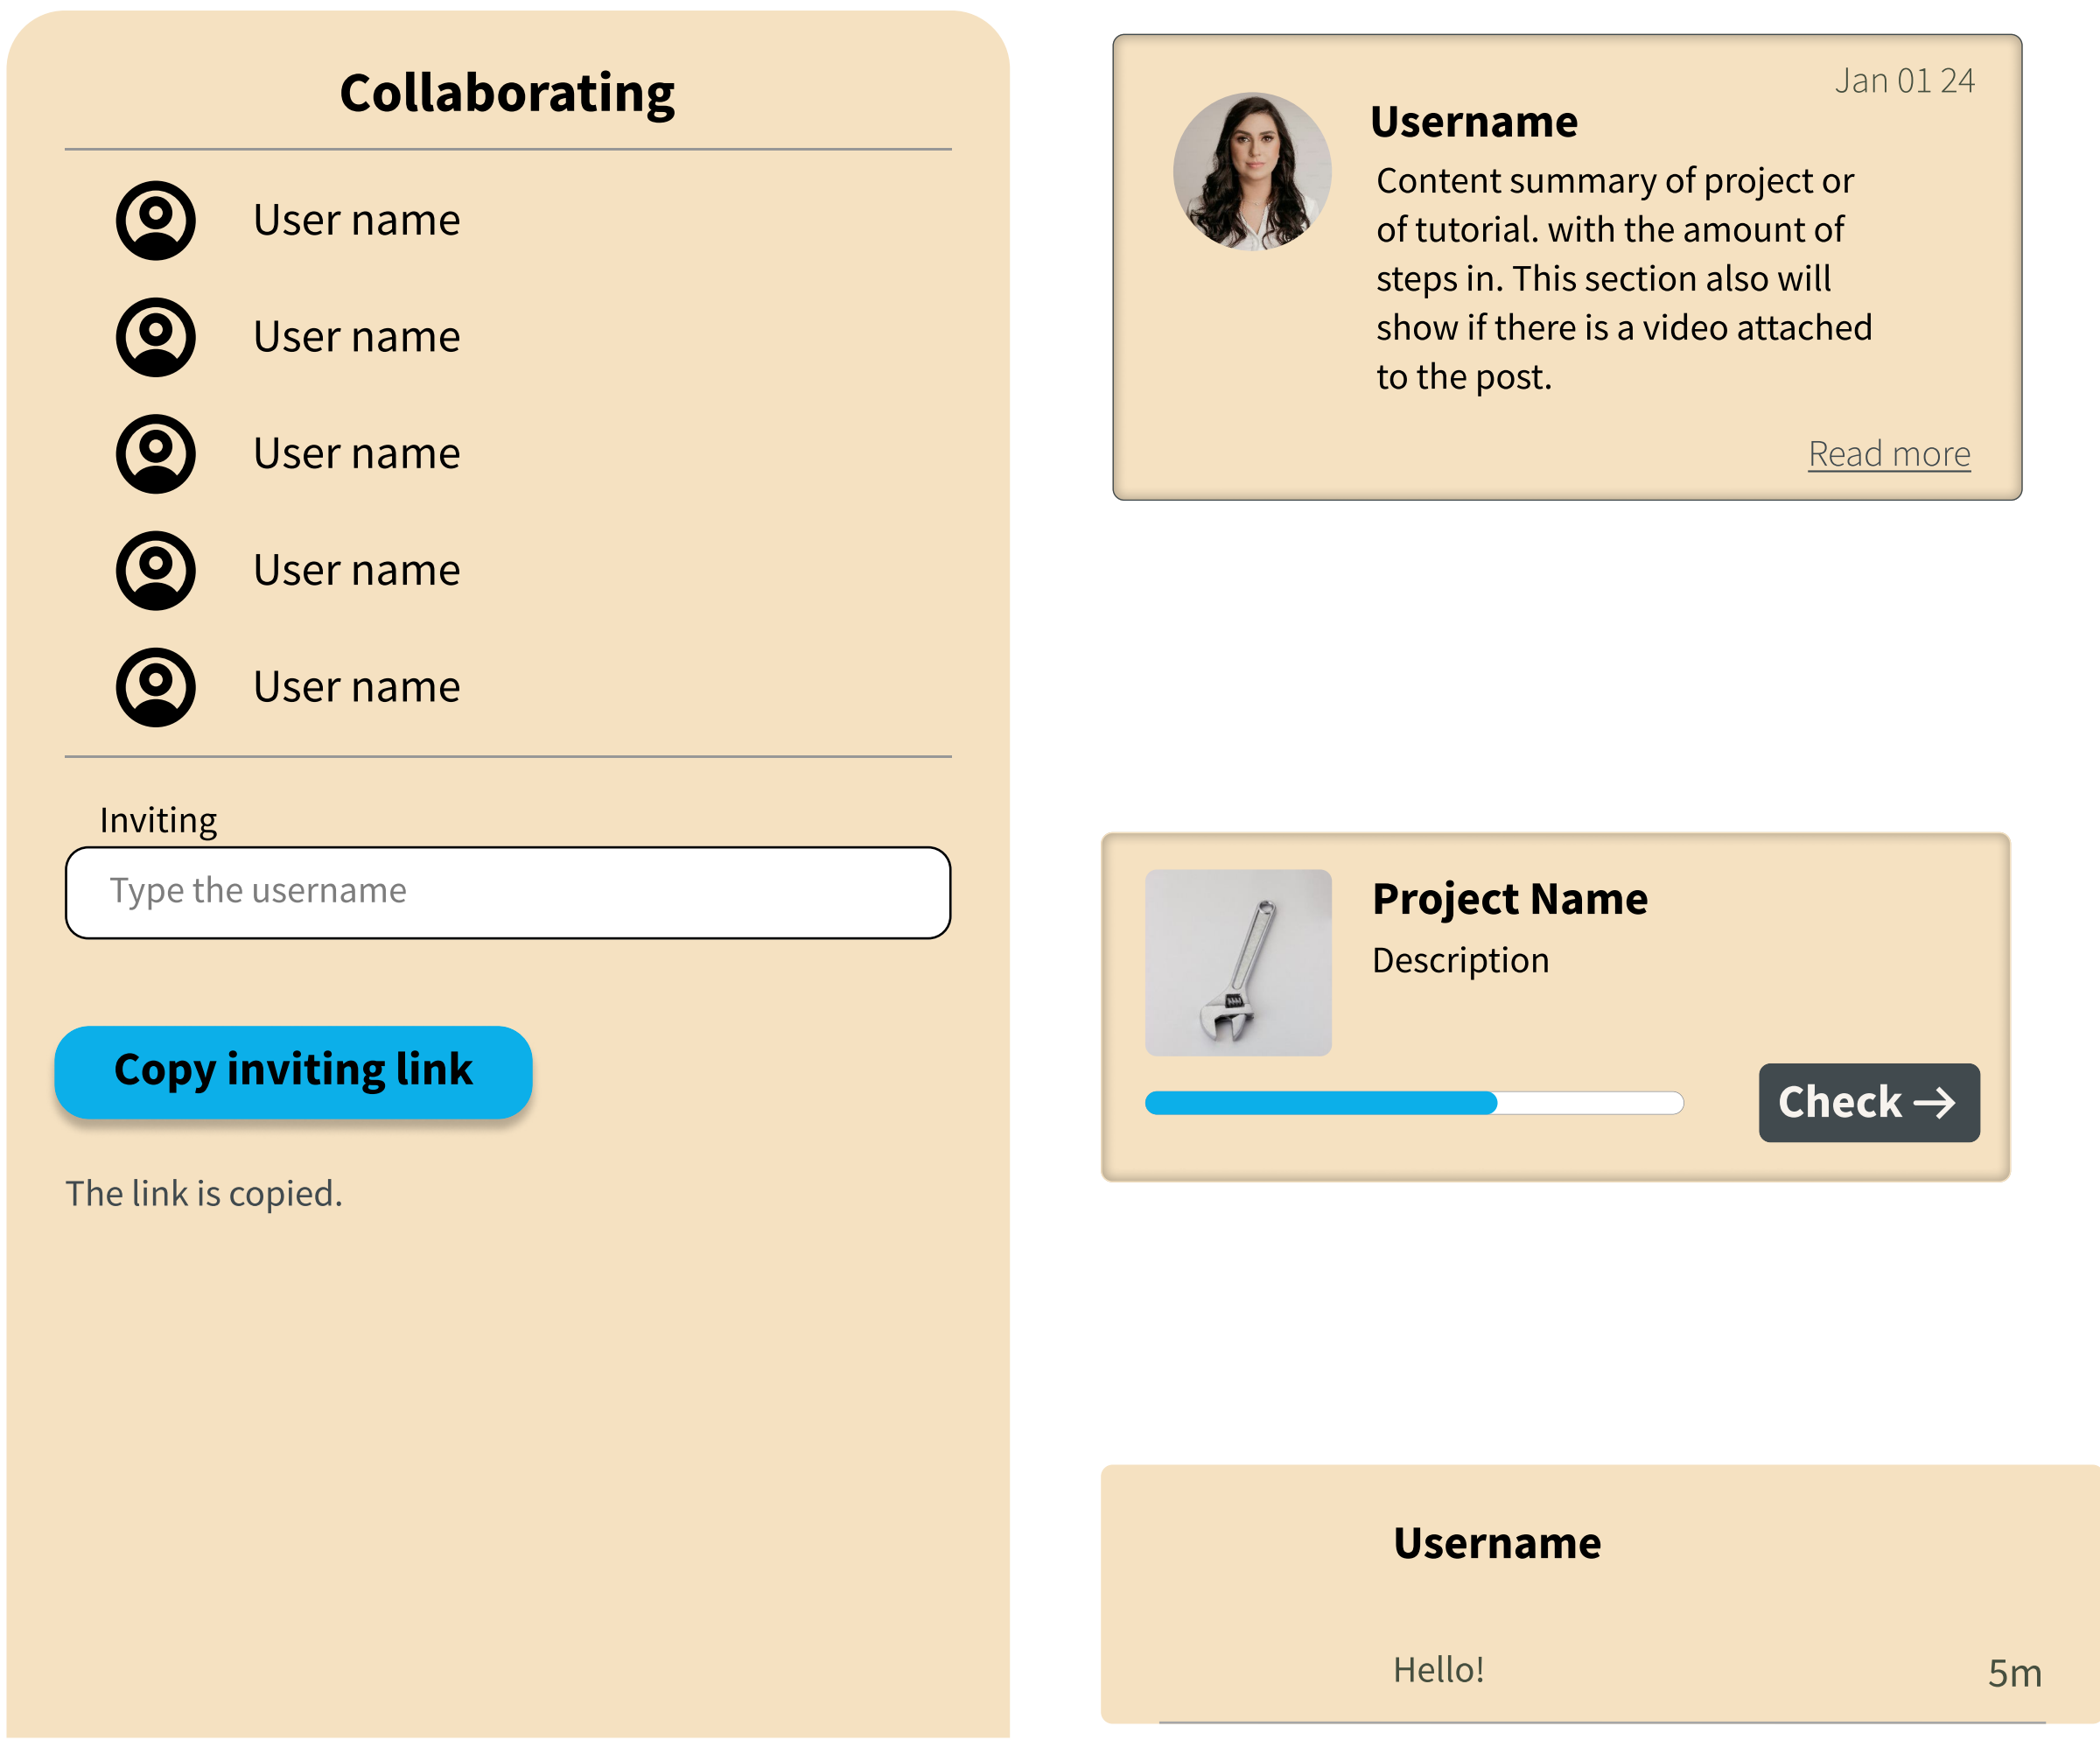 Collaborating
User name
User name
User name
User name
User name
Inviting
Type the username
Copy inviting link
The link is copied.
Jan 01 24
Username
Content summary of project or
of tutorial. with the amount of
steps in. This section also will
show if there is a video attached
to the post.
Read more
Project Name
Description
Check
Username
Hello!
5m